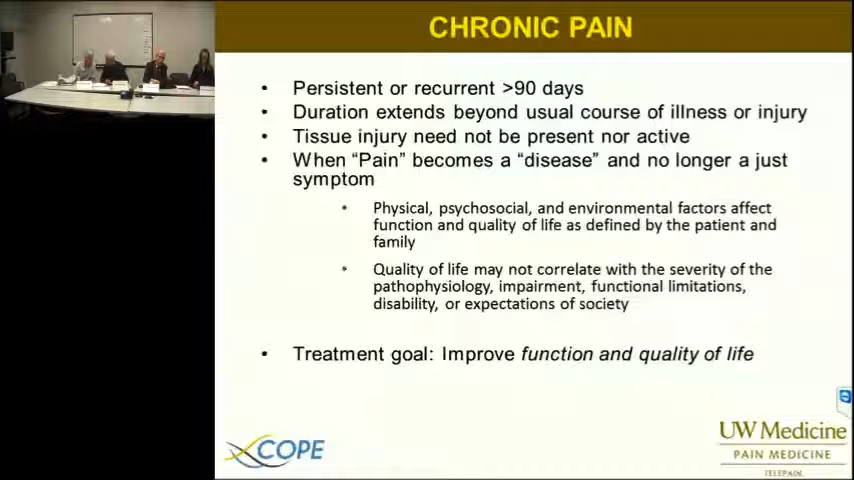 CHRONIC PAIN
• Persistent or recurrent >90 days
• Duration extends beyond usual course of illness or injury
• Tissue injury need not be present nor active
• When “Pain” becomes a “disease” and no longer a just
symptom
• Physical, psychosocial, and environmental factors affect
function and quality of life as defined by the patient and
family
• Quality of life may not correlate with the severity of the
pathophysiology, impairment, functional limitations,
disability, or expectations of society
• Treatment goal: Improve function and quality of life
COPE
UW Medicine
PAIN MEDICINE
TELEPAIN